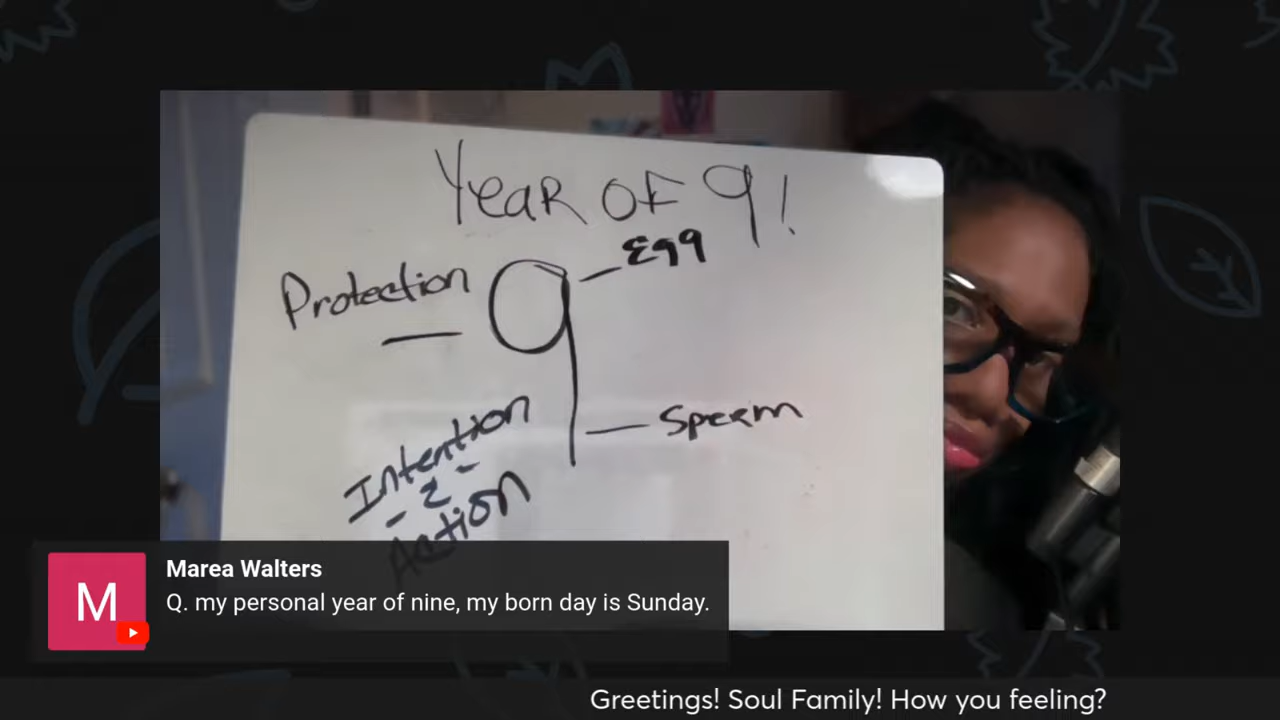 YeaR OF 9!
Protection
Egg
Sperm
Intention
- 2 -
Action
M
Marea Walters
Q. my personal year of nine, my born day is Sunday.
Greetings! Soul Family! How you feeling?